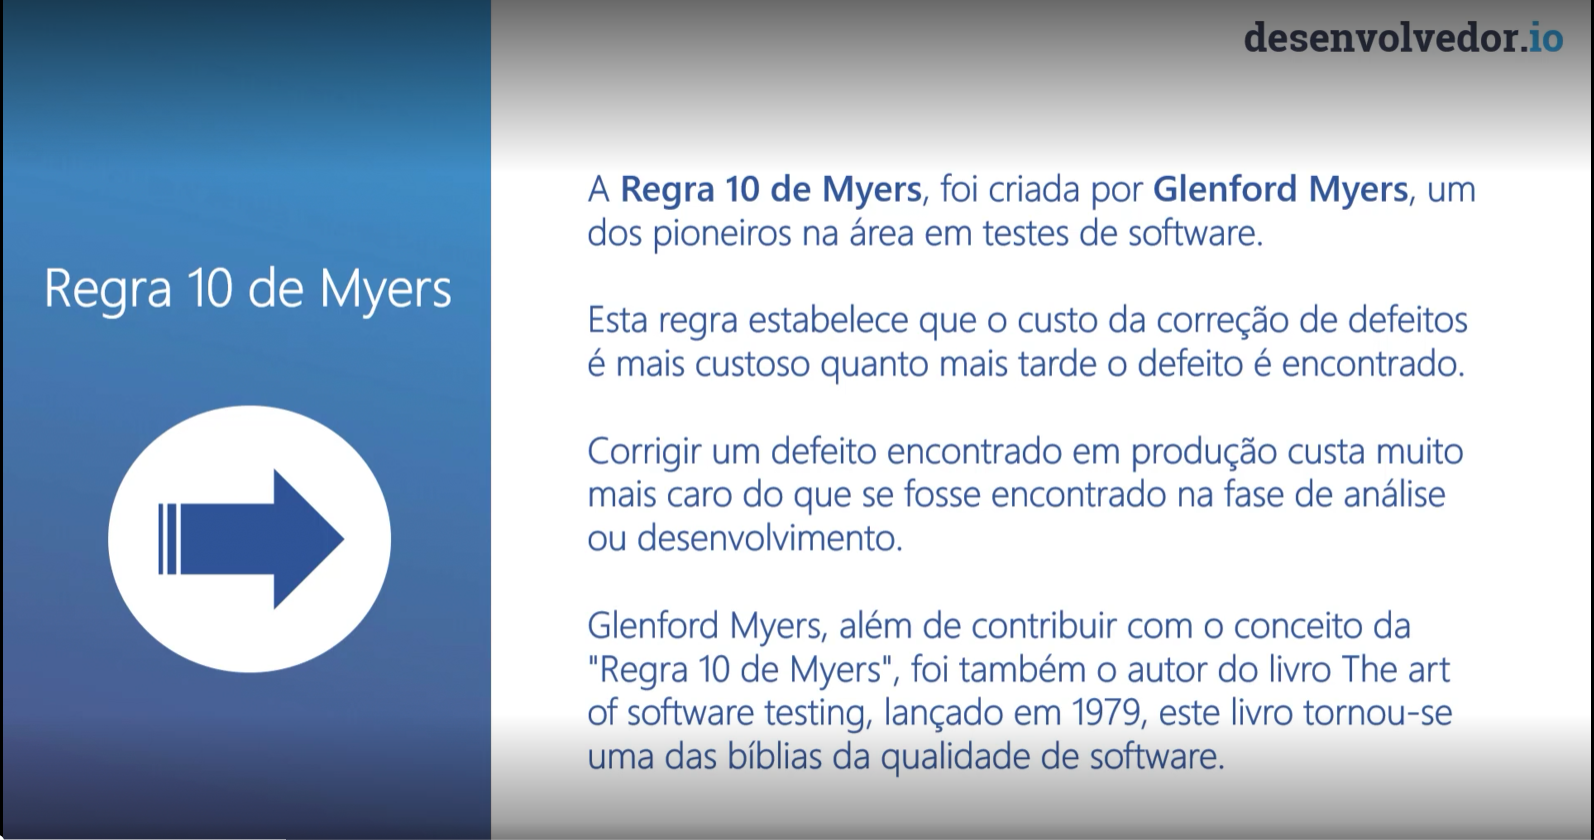 desenvolvedor.io
Regra 10 de Myers
A Regra 10 de Myers, foi criada por Glenford Myers, um
dos pioneiros na área em testes de software.
Esta regra estabelece que o custo da correção de defeitos
é mais custoso quanto mais tarde o defeito é encontrado.
Corrigir um defeito encontrado em produção custa muito
mais caro do que se fosse encontrado na fase de análise
ou desenvolvimento.
Glenford Myers, além de contribuir com o conceito da
"Regra 10 de Myers", foi também o autor do livro The art
of software testing, lançado em 1979, este livro tornou-se
uma das bíblias da qualidade de software.